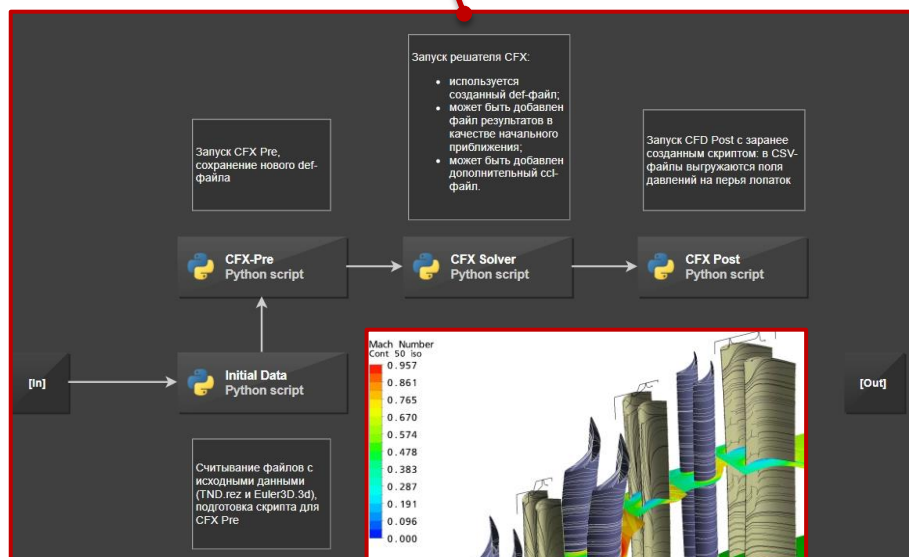 Запуск решателя CFX:
• используется
созданный def-файл;
• может быть добавлен
файл результатов в
качестве начального
приближения;
• может быть добавлен
дополнительный ccl-
файл.
Запуск CFX Pre,
сохранение нового def-
файла
Запуск CFD Post с заранее
созданным скриптом: в CSV-
файлы выгружаются поля
давлений на перья лопаток
CFX-Pre
Python script
CFX Solver
Python script
CFX Post
Python script
[In]
Initial Data
Python script
[Out]
Считывание файлов с
исходными данными
(TND.rez и Euler3D.3d),
подготовка скрипта для
CFX Pre
Mach Number
Cont 50 iso
0.957
0.861
0.765
0.670
0.574
0.478
0.383
0.287
0.191
0.096
0.000